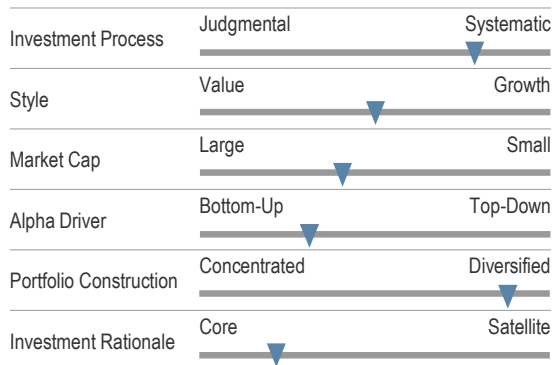 Investment Process
Judgmental Systematic
Style
Value Growth
Market Cap
Large Small
Alpha Driver
Bottom-Up Top-Down
Portfolio Construction
Concentrated Diversified
Investment Rationale
Core Satellite